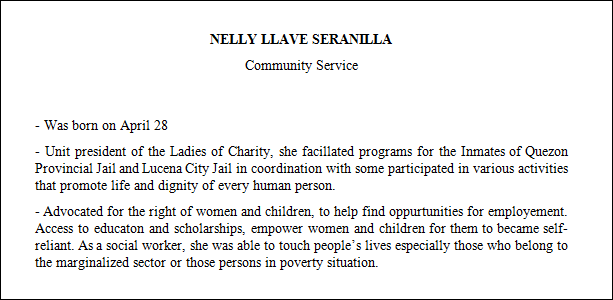 NELLY LLAVE SERANILLA
Community Service
- Was born on April 28
- Unit president of the Ladies of Charity, she facillated programs for the Inmates of Quezon
Provincial Jail and Lucena City Jail in coordination with some participated in various activities
that promote life and dignity of every human person.
- Advocated for the right of women and children, to help find oppurtunities for employement.
Access to educaton and scholarships, empower women and children for them to became self-
reliant. As a social worker, she was able to touch people’s lives especially those who belong to
the marginalized sector or those persons in poverty situation.